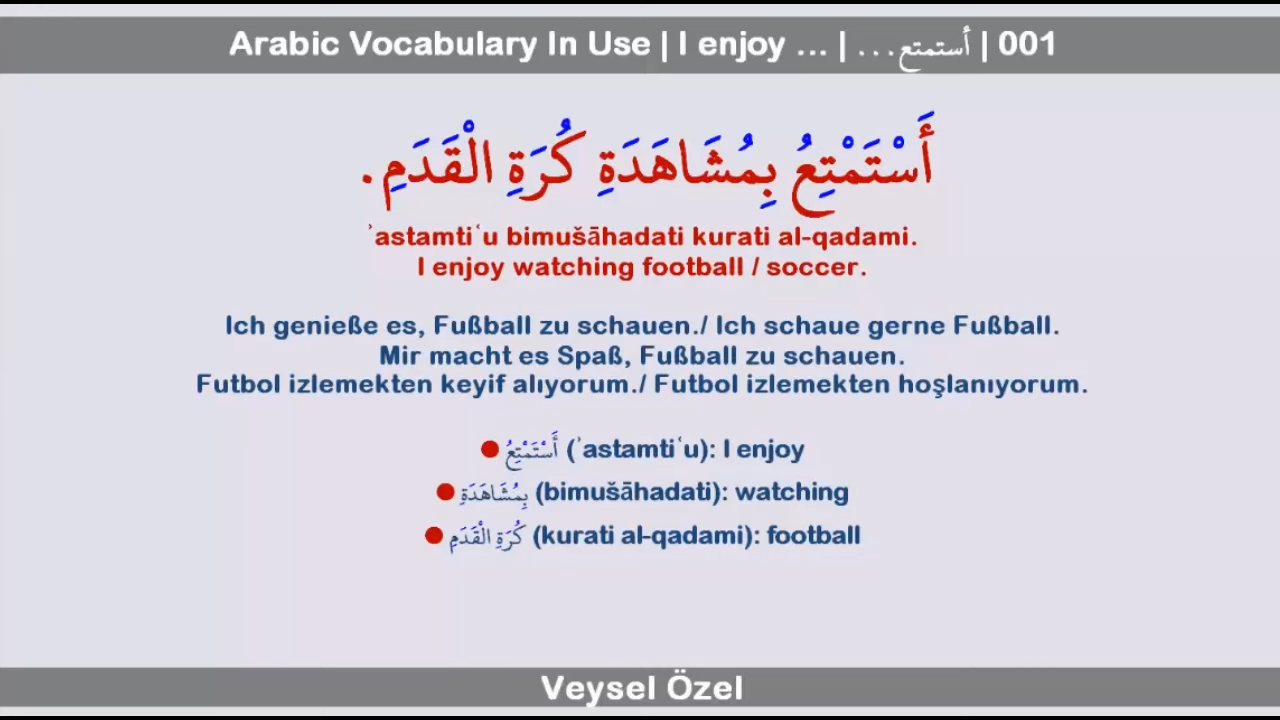 Arabic Vocabulary In Use | I enjoy ... | أستمتع... | 001
أَسْتَمْتِعُ بِمُشَاهَدَةِ كُرَةِ الْقَدَمِ.
ʾastamtiʿu bimušāhadati kurati al-qadami.
I enjoy watching football / soccer.
Ich genieße es, Fußball zu schauen./ Ich schaue gerne Fußball.
Mir macht es Spaß, Fußball zu schauen.
Futbol izlemekten keyif alıyorum./ Futbol izlemekten hoşlanıyorum.
● أَسْتَمْتِعُ (ʾastamtiʿu): I enjoy
● بِمُشَاهَدَةِ (bimušāhadati): watching
● كُرَةِ الْقَدَمِ (kurati al-qadami): football
Veysel Özel